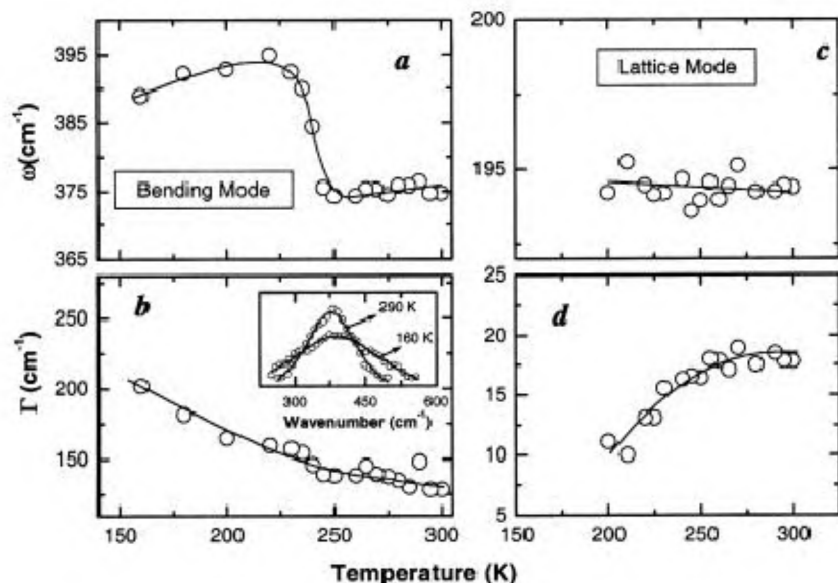 395
385
375
365
ω(cm⁻¹)
a
Bending Mode
200
195
c
Lattice Mode
250
200
150
Γ (cm⁻¹)
b
290 K
160 K
300 450 600
Wavenumber (cm⁻¹)
150 200 250 300
25
20
15
10
5
d
150 200 250 300
Temperature (K)